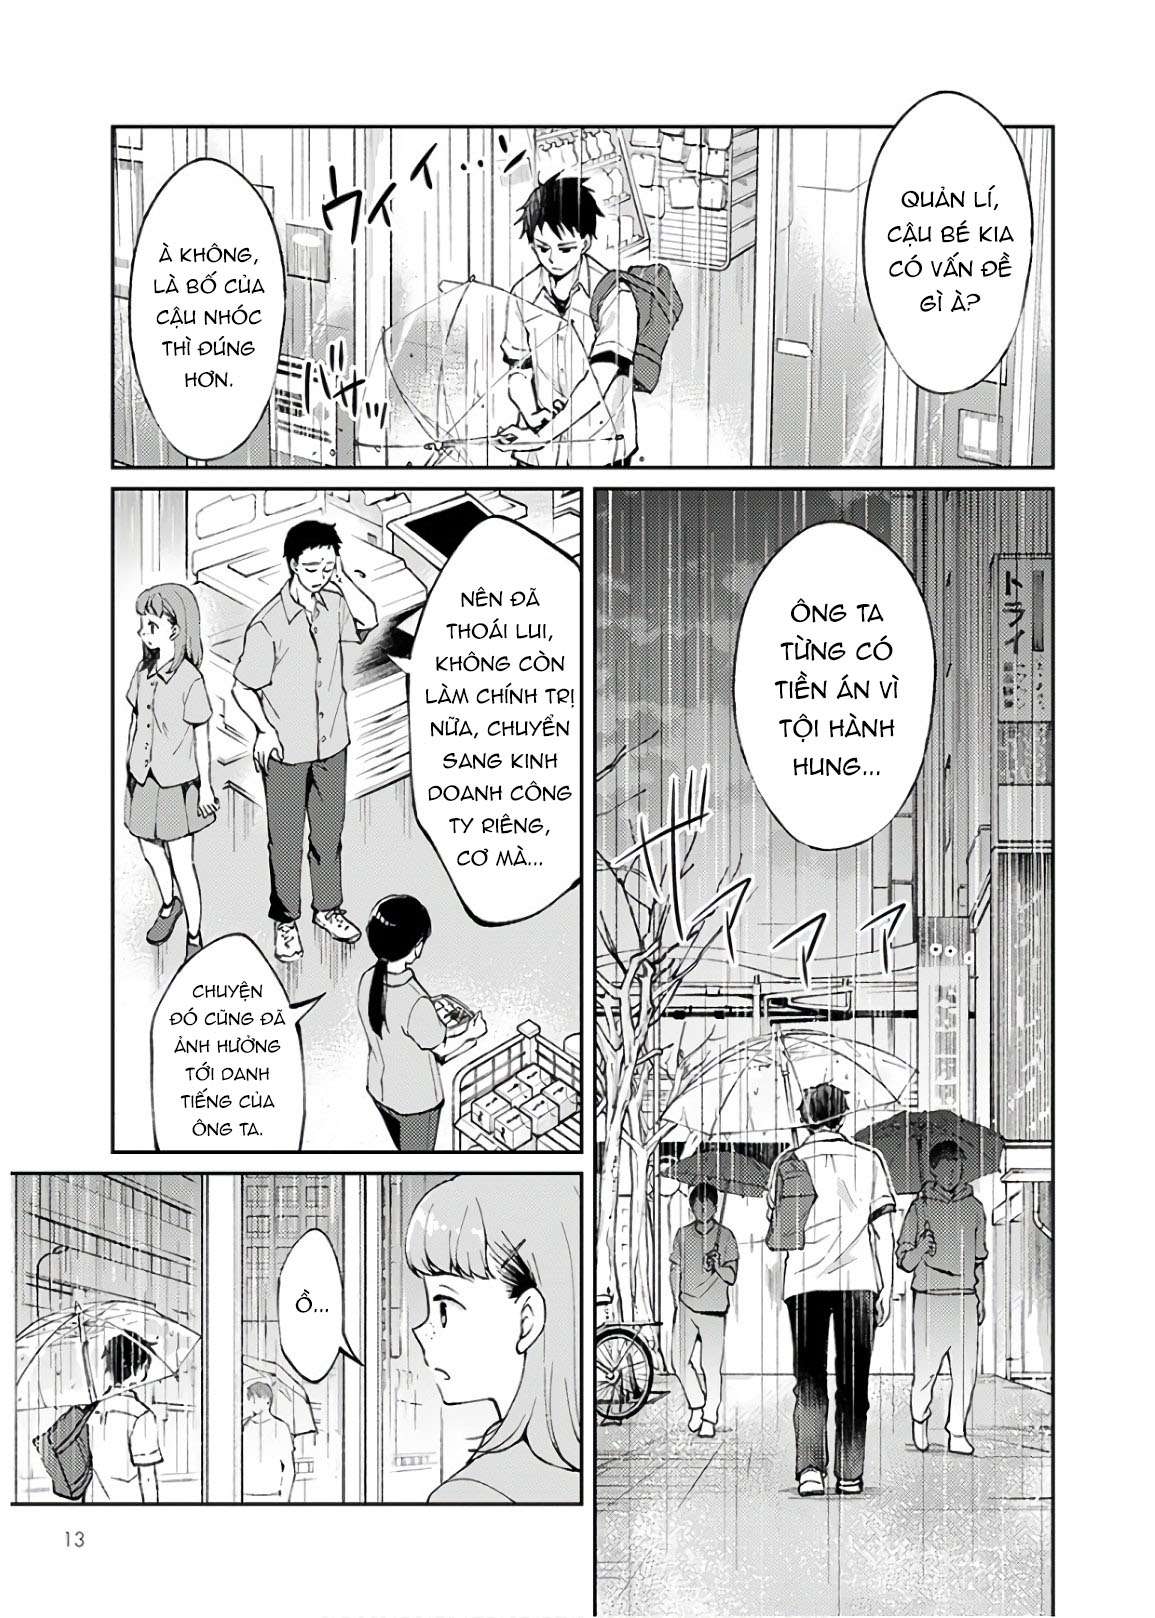 QUẢN LÍ,
CẬU BÉ KIA
CÓ VẤN ĐỀ
GÌ À?
ウィィ...
À KHÔNG,
LÀ BỐ CỦA
CẬU NHÓC
THÌ ĐÚNG
HƠN.
バサッ
ÔNG TA
TỪNG CÓ
TIỀN ÁN VÌ
TỘI HÀNH
HUNG...
トライ
ザァァァ
NÊN ĐÃ
THOÁI LUI,
KHÔNG CÒN
LÀM CHÍNH TRỊ
NỮA, CHUYỂN
SANG KINH
DOANH CÔNG
TY RIÊNG,
CƠ MÀ...
CHUYỆN
ĐÓ CŨNG ĐÃ
ẢNH HƯỞNG
TỚI DANH
TIẾNG CỦA
ÔNG TA.
Ồ...
13